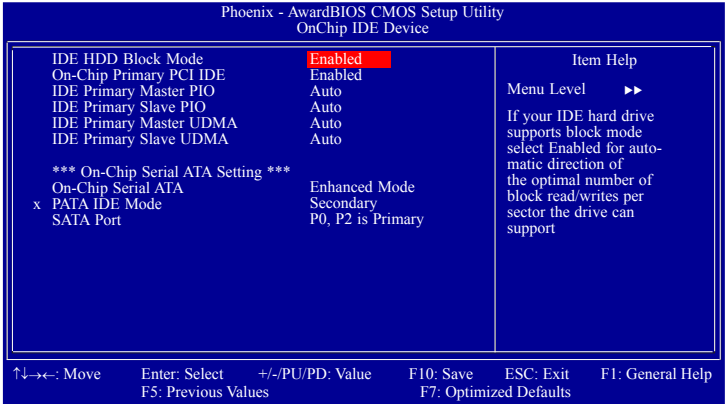 Phoenix - AwardBIOS CMOS Setup Utility
OnChip IDE Device
IDE HDD Block Mode Enabled
On-Chip Primary PCI IDE Enabled
IDE Primary Master PIO Auto
IDE Primary Slave PIO Auto
IDE Primary Master UDMA Auto
IDE Primary Slave UDMA Auto
*** On-Chip Serial ATA Setting ***
On-Chip Serial ATA Enhanced Mode
x PATA IDE Mode Secondary
SATA Port P0, P2 is Primary
Item Help
Menu Level ▶▶
If your IDE hard drive
supports block mode
select Enabled for auto-
matic direction of
the optimal number of
block read/writes per
sector the drive can
support
↑↓→←: Move Enter: Select +/-/PU/PD: Value F10: Save ESC: Exit F1: General Help
F5: Previous Values F7: Optimized Defaults